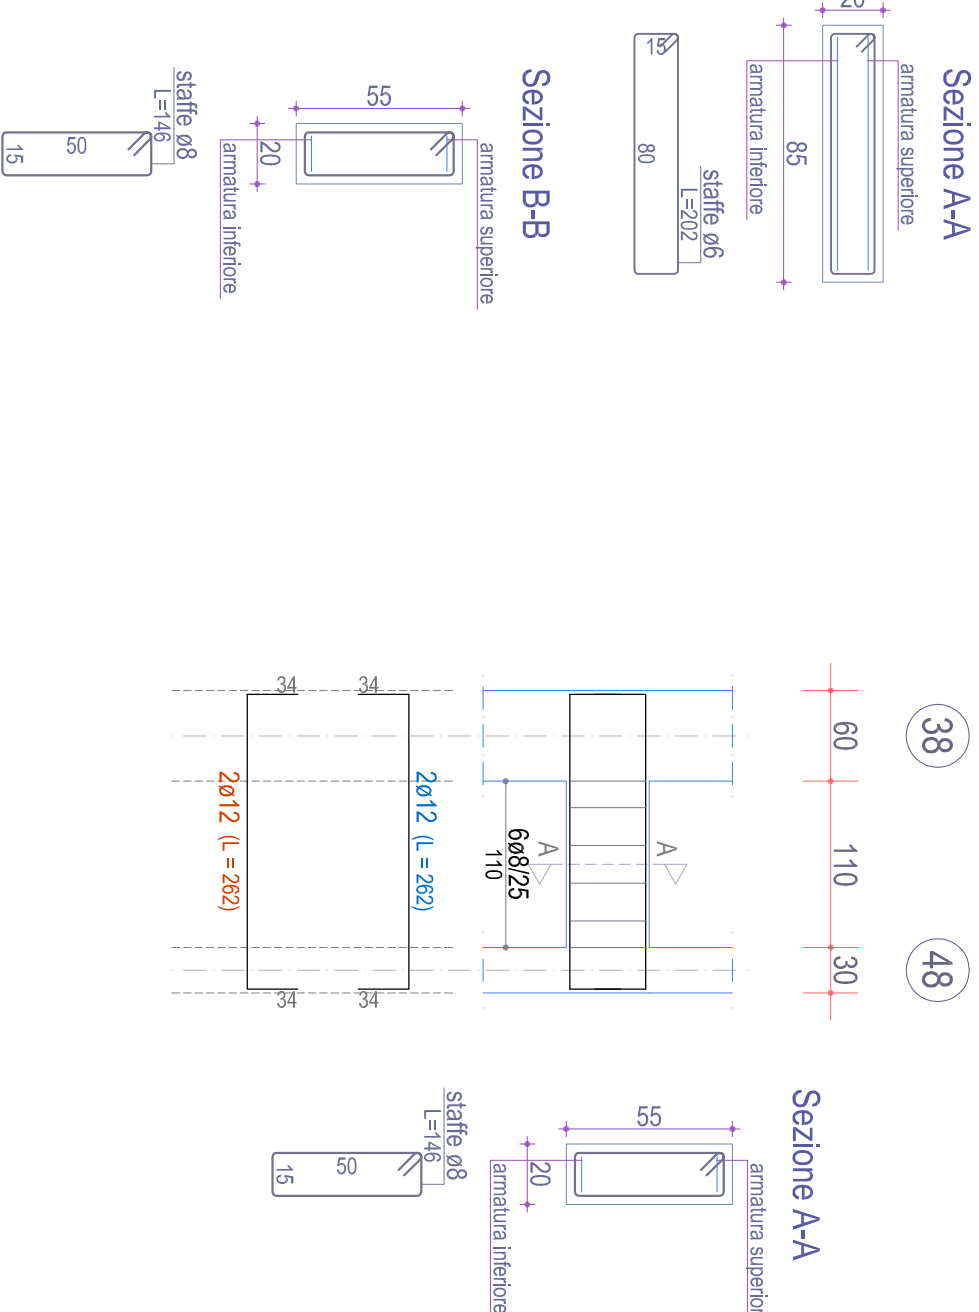 Sezione A-A
20
armatura superiore
armatura inferiore
85
15
80
staffe ø6
L=202
Sezione B-B
55
20
armatura superiore
armatura inferiore
staffe ø8
L=146
50
15
38
48
60
110
30
A
A
6ø8/25
110
34
34
2ø12 (L = 262)
2ø12 (L = 262)
34
34
Sezione A-A
55
20
armatura superior
armatura inferiore
staffe ø8
L=146
50
15